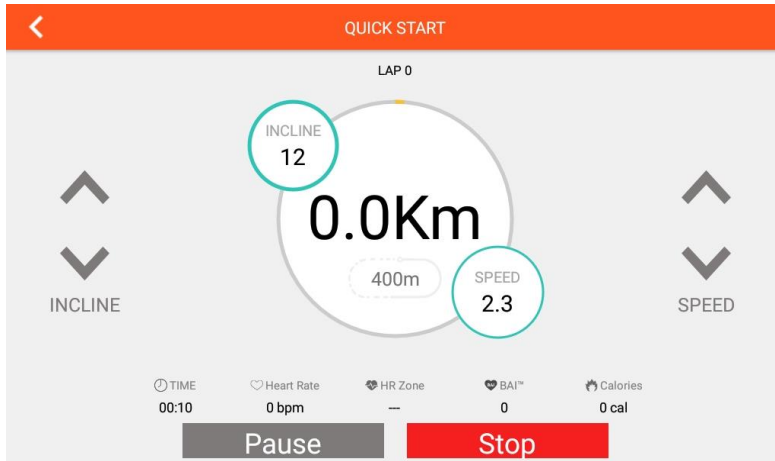 QUICK START
LAP 0
INCLINE
12
0.0Km
400m
SPEED
2.3
INCLINE
SPEED
TIME Heart Rate HR Zone BAI™ Calories
00:10 0 bpm --- 0 0 cal
Pause Stop